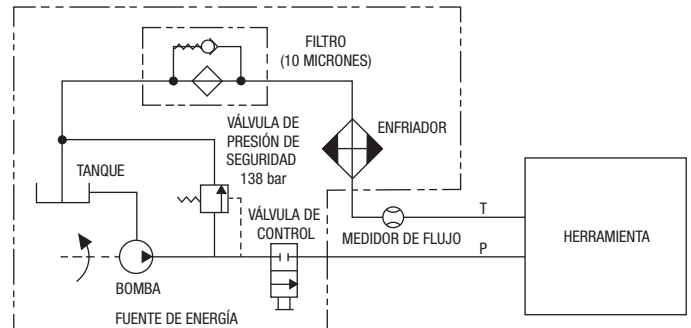 FILTRO
(10 MICRONES)
VÁLVULA DE
PRESIÓN DE
SEGURIDAD
138 bar
ENFRIADOR
TANQUE
VÁLVULA DE
CONTROL
MEDIDOR DE FLUJO
T
P
HERRAMIENTA
BOMBA
FUENTE DE ENERGÍA